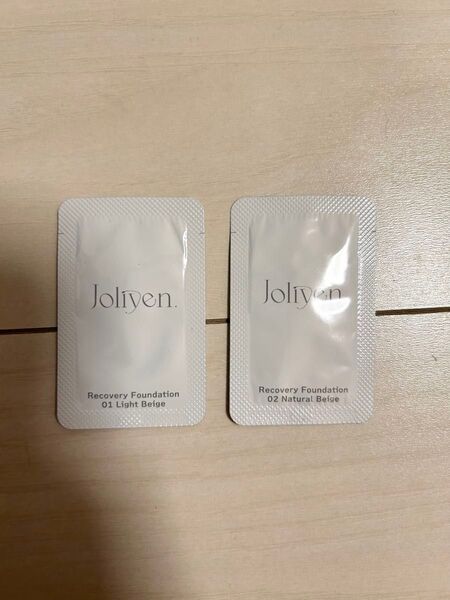 Joliyen.
Recovery Foundation
01 Light Beige
Joliyen.
Recovery Foundation
02 Natural Beige